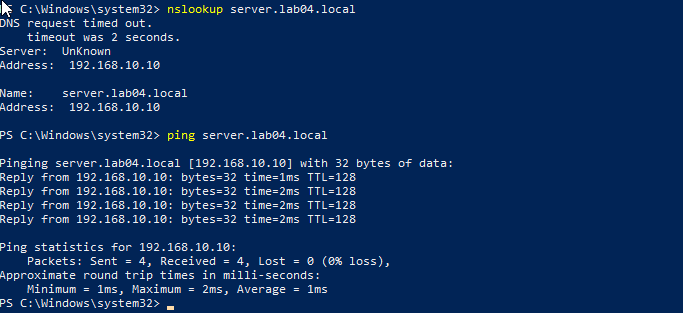 PS C:\Windows\system32> nslookup server.lab04.local
DNS request timed out.
    timeout was 2 seconds.
Server:  UnKnown
Address:  192.168.10.10

Name:    server.lab04.local
Address:  192.168.10.10

PS C:\Windows\system32> ping server.lab04.local

Pinging server.lab04.local [192.168.10.10] with 32 bytes of data:
Reply from 192.168.10.10: bytes=32 time=1ms TTL=128
Reply from 192.168.10.10: bytes=32 time=2ms TTL=128
Reply from 192.168.10.10: bytes=32 time=2ms TTL=128
Reply from 192.168.10.10: bytes=32 time=2ms TTL=128

Ping statistics for 192.168.10.10:
    Packets: Sent = 4, Received = 4, Lost = 0 (0% loss),
Approximate round trip times in milli-seconds:
    Minimum = 1ms, Maximum = 2ms, Average = 1ms
PS C:\Windows\system32>